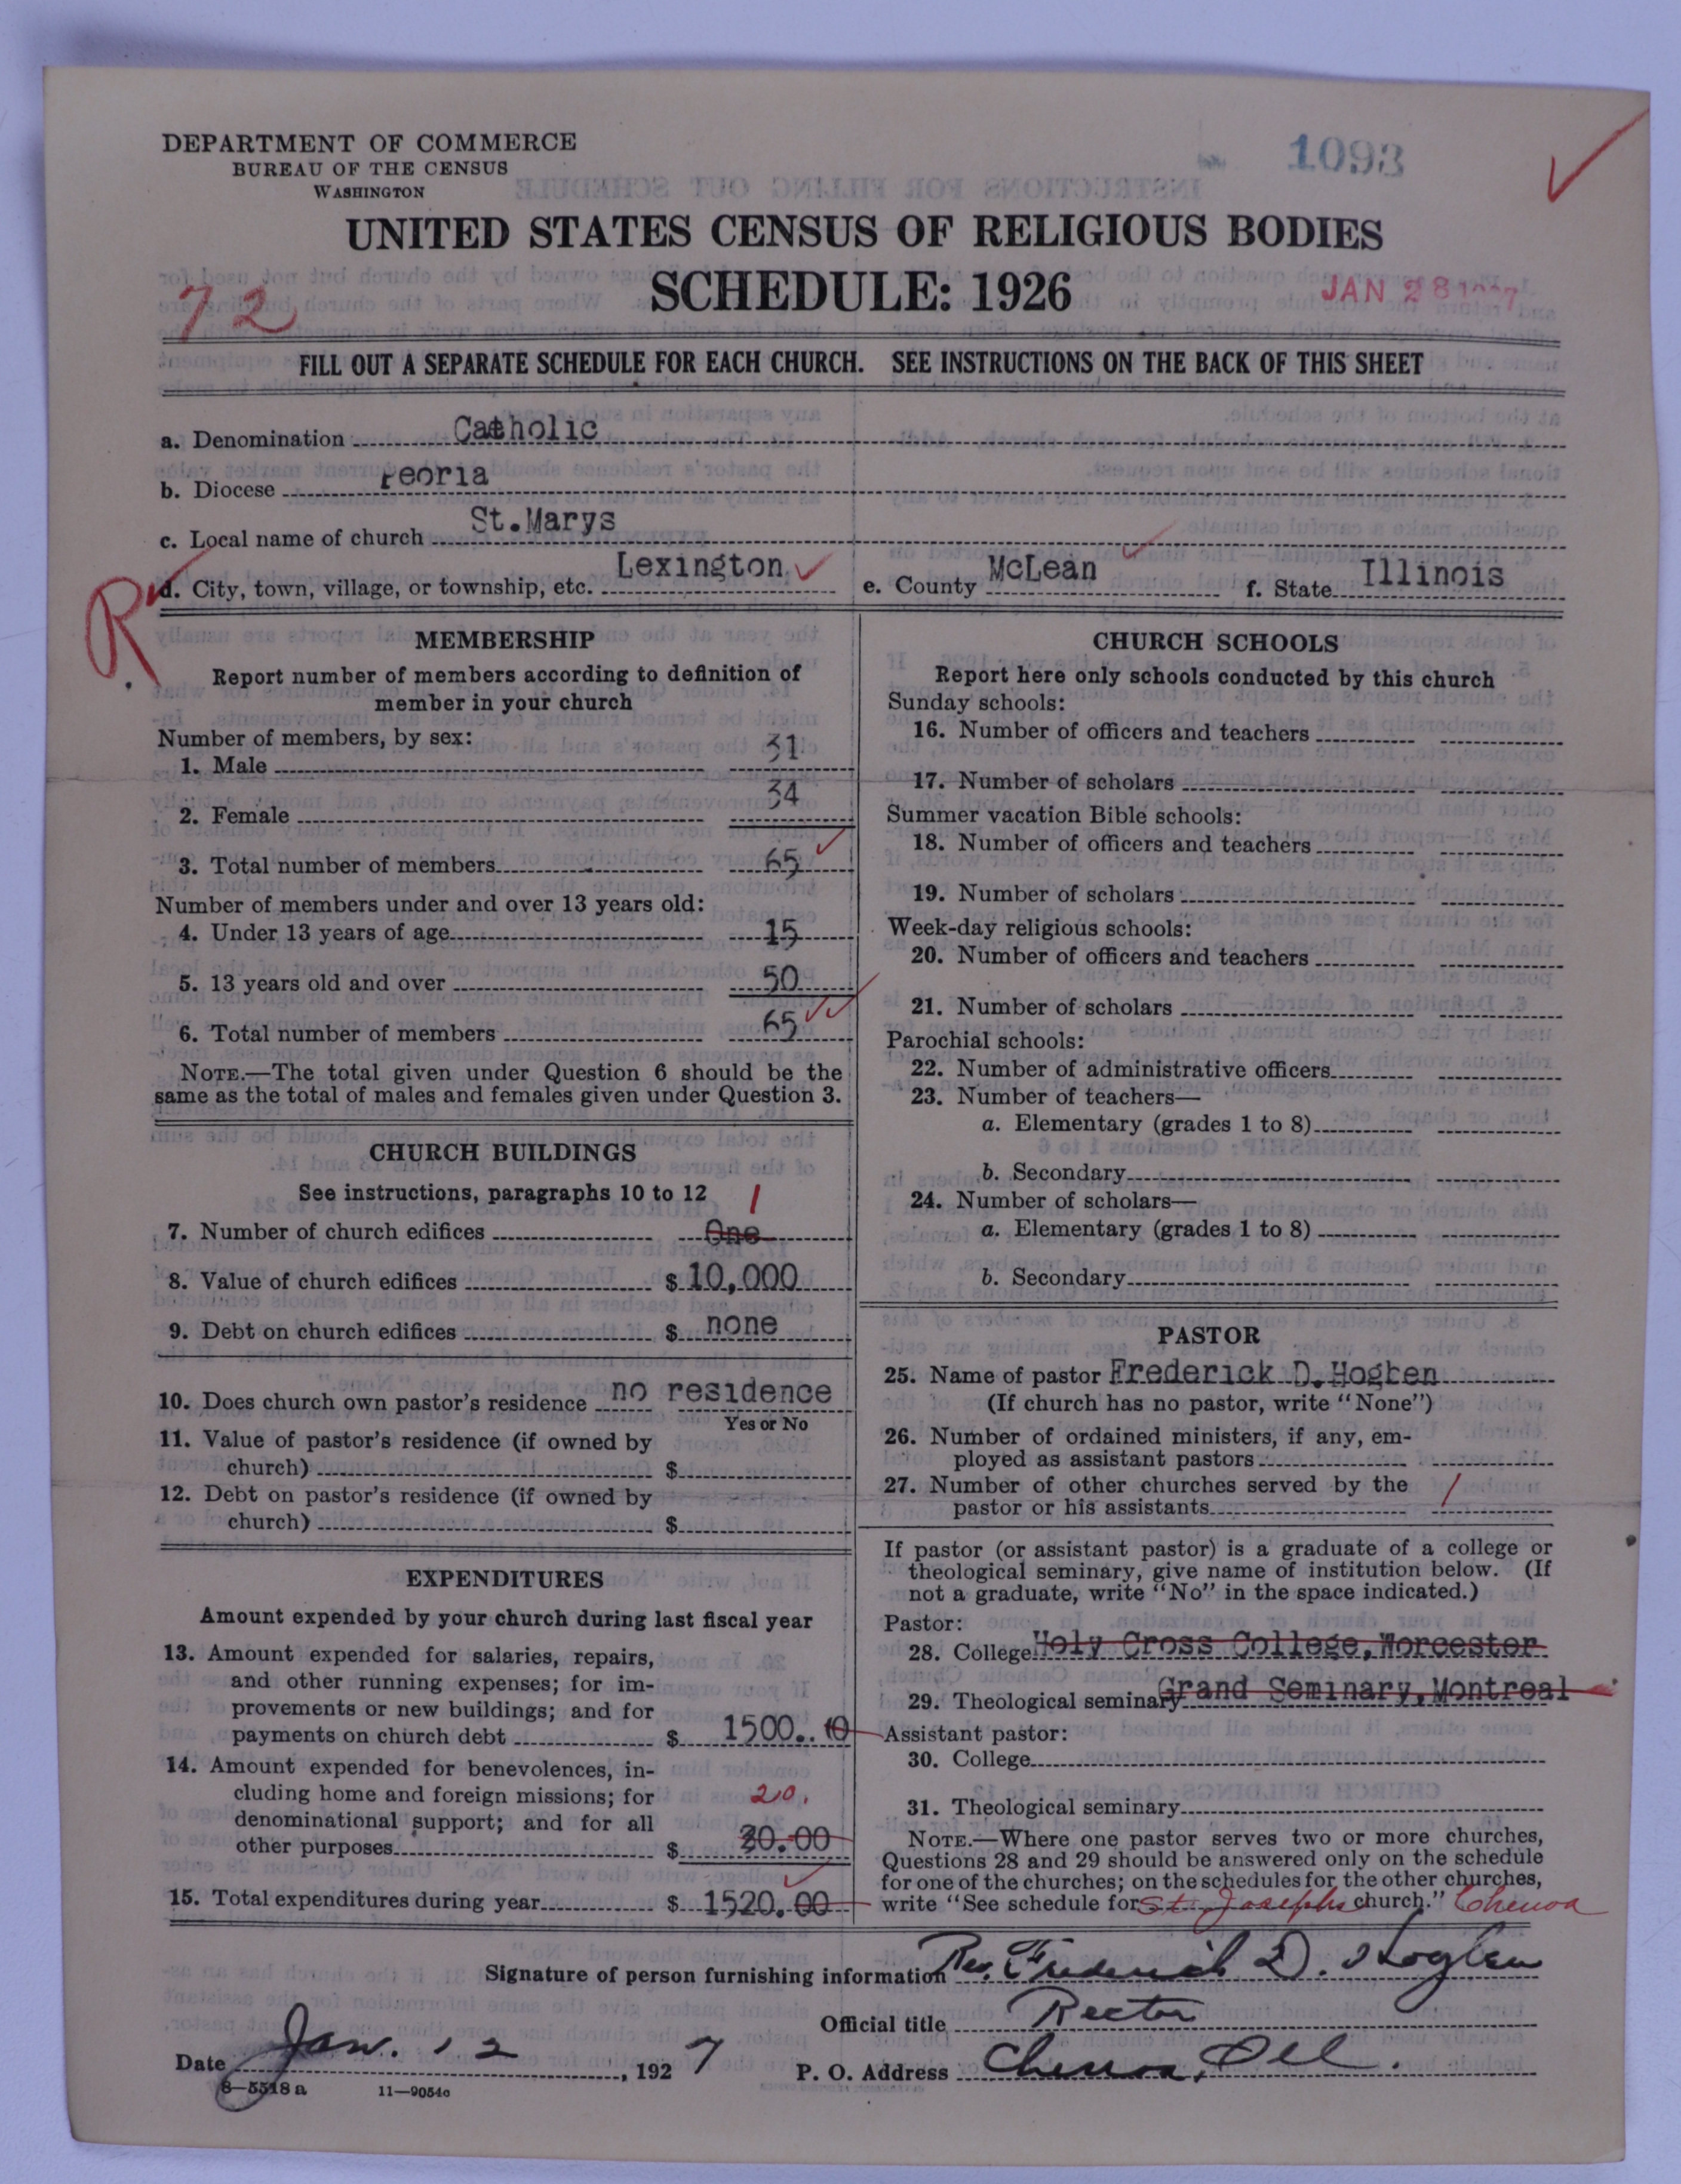 DEPARTMENT OF COMMERCE
BUREAU OF THE CENSUS
WASHINGTON
1093
UNITED STATES CENSUS OF RELIGIOUS BODIES
SCHEDULE: 1926
72
JAN 28 1927
FILL OUT A SEPARATE SCHEDULE FOR EACH CHURCH. SEE INSTRUCTIONS ON THE BACK OF THIS SHEET
a. Denomination Catholic
b. Diocese Peoria
c. Local name of church St.Marys
R
d. City, town, village, or township, etc. Lexington e. County McLean f. State Illinois
MEMBERSHIP
Report number of members according to definition of
member in your church
Number of members, by sex:
1. Male 31
2. Female 34
3. Total number of members 65
Number of members under and over 13 years old:
4. Under 13 years of age 15
5. 13 years old and over 50
6. Total number of members 65
NOTE.—The total given under Question 6 should be the
same as the total of males and females given under Question 3.
CHURCH BUILDINGS
See instructions, paragraphs 10 to 12
1
7. Number of church edifices One
8. Value of church edifices $ 10,000
9. Debt on church edifices $ none
10. Does church own pastor's residence no residence
Yes or No
11. Value of pastor's residence (if owned by
church) $
12. Debt on pastor's residence (if owned by
church) $
EXPENDITURES
Amount expended by your church during last fiscal year
13. Amount expended for salaries, repairs,
and other running expenses; for im-
provements or new buildings; and for
payments on church debt $ 1500.
14. Amount expended for benevolences, in-
cluding home and foreign missions; for
20.
denominational support; and for all
other purposes $ 20.00
15. Total expenditures during year $ 1520.00
CHURCH SCHOOLS
Report here only schools conducted by this church
Sunday schools:
16. Number of officers and teachers
17. Number of scholars
Summer vacation Bible schools:
18. Number of officers and teachers
19. Number of scholars
Week-day religious schools:
20. Number of officers and teachers
21. Number of scholars
Parochial schools:
22. Number of administrative officers
23. Number of teachers—
a. Elementary (grades 1 to 8)
b. Secondary
24. Number of scholars—
a. Elementary (grades 1 to 8)
b. Secondary
PASTOR
25. Name of pastor Frederick D.Hogben
(If church has no pastor, write "None")
26. Number of ordained ministers, if any, em-
ployed as assistant pastors
27. Number of other churches served by the
pastor or his assistants 1
If pastor (or assistant pastor) is a graduate of a college or
theological seminary, give name of institution below. (If
not a graduate, write "No" in the space indicated.)
Pastor:
28. College Holy Cross College,Worcester
29. Theological seminary Grand Seminary,Montreal
Assistant pastor:
30. College
31. Theological seminary
NOTE.—Where one pastor serves two or more churches,
Questions 28 and 29 should be answered only on the schedule
for one of the churches; on the schedules for the other churches,
write "See schedule for St. Josephs church." Chenoa
Signature of person furnishing information Rev. Frederick D. Hogben
Official title Rector
Date Jan. 12, 1927 P. O. Address Chenoa, Ill.
8—5518 a 11—9054c